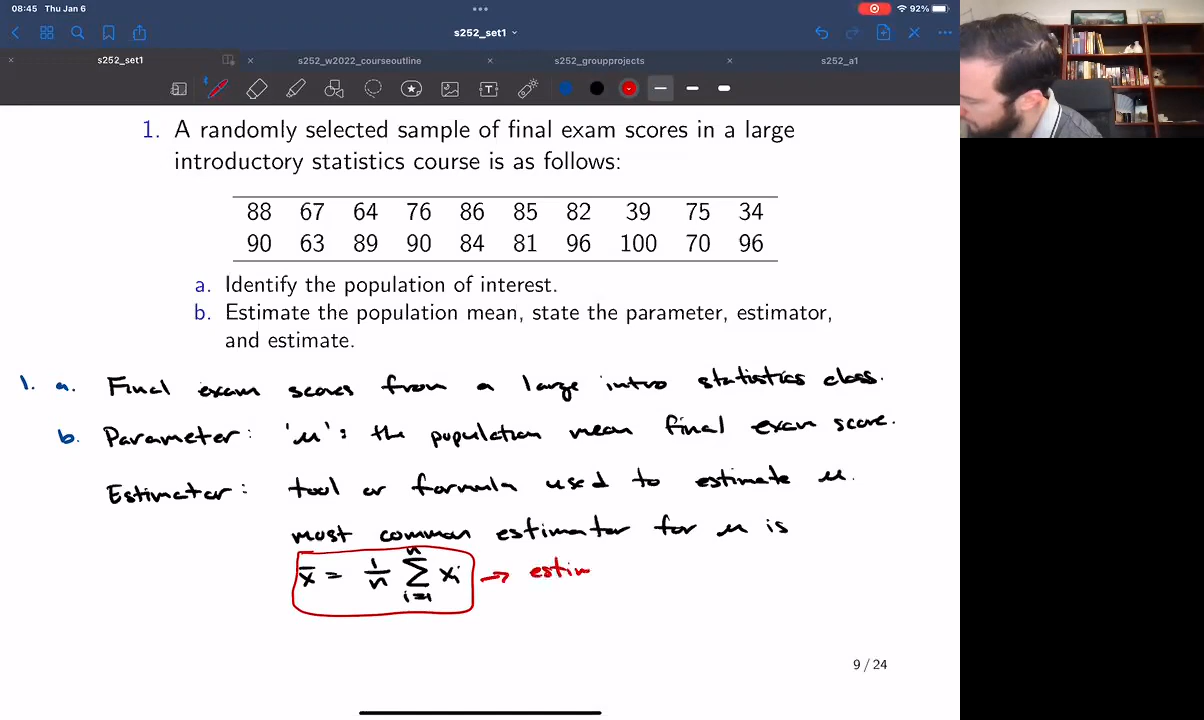 08:45 Thu Jan 6
92%
s252_set1
s252_set1
s252_w2022_courseoutline
s252_groupprojects
s252_a1
1. A randomly selected sample of final exam scores in a large
introductory statistics course is as follows:
88 67 64 76 86 85 82 39 75 34
90 63 89 90 84 81 96 100 70 96
a. Identify the population of interest.
b. Estimate the population mean, state the parameter, estimator,
and estimate.
1. a. Final exam scores from a large intro statistics class.
b. Parameter: 'μ': the population mean final exam score.
Estimator: tool or formula used to estimate μ.
most common estimator for μ is
x̄ = 1/n Σ_{i=1}^{n} xi → estim
9 / 24